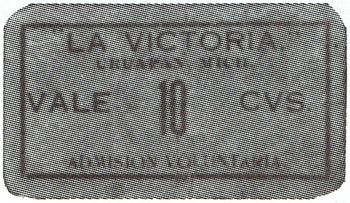 "LA VICTORIA."
URUAPAN MICH.
VALE 10 CVS.
ADMISION VOLUNTARIA.